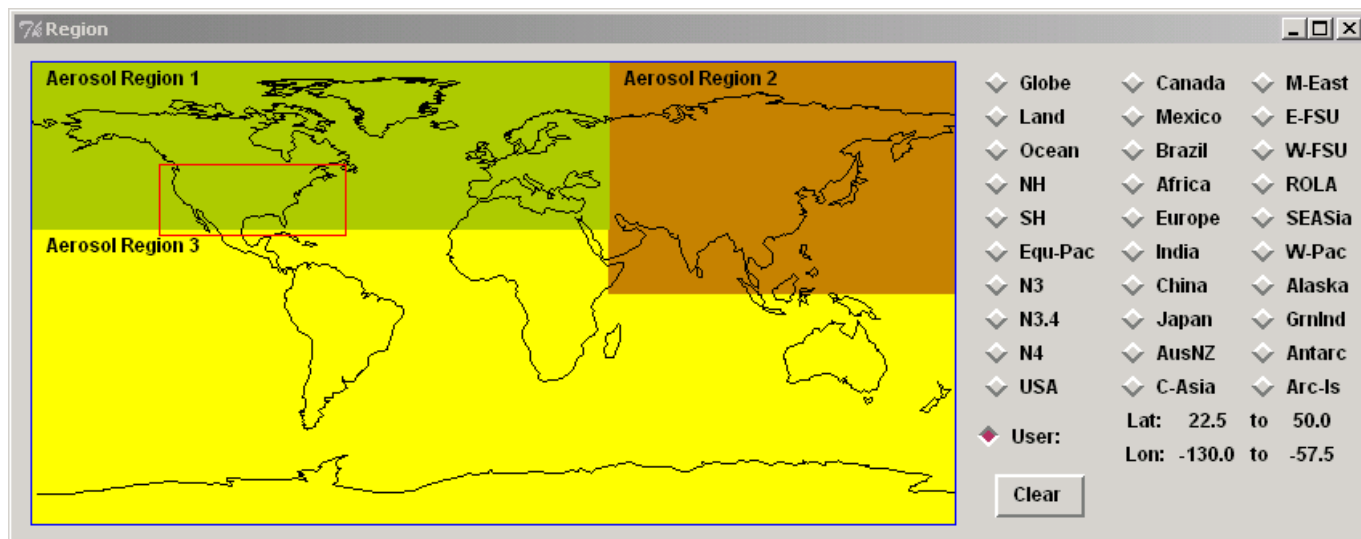 Region
Aerosol Region 1
Aerosol Region 2
Aerosol Region 3
Globe Canada M-East
Land Mexico E-FSU
Ocean Brazil W-FSU
NH Africa ROLA
SH Europe SEASia
Equ-Pac India W-Pac
N3 China Alaska
N3.4 Japan Grnlnd
N4 AusNZ Antarc
USA C-Asia Arc-Is
User: Lat: 22.5 to 50.0
Lon: -130.0 to -57.5
Clear